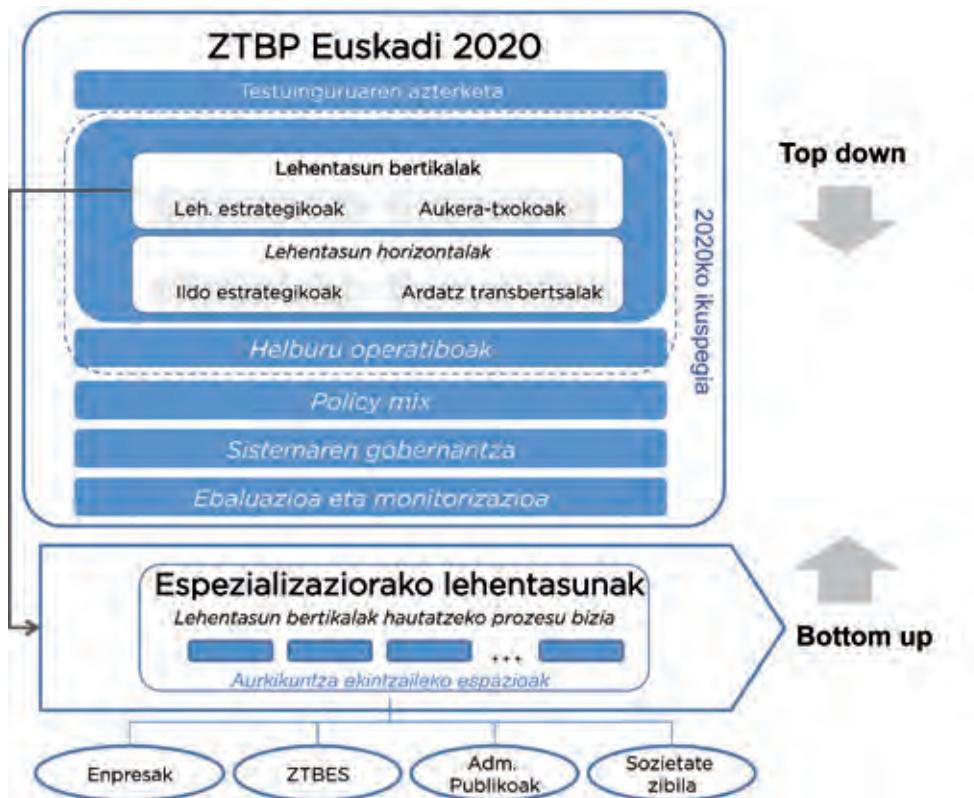 ZTBP Euskadi 2020
Testuinguruaren azterketa
Lehentasun bertikalak
Leh. estrategikoak
Aukera-txokoak
Lehentasun horizontalak
Ildo estrategikoak
Ardatz transbertsalak
Helburu operatiboak
2020ko ikuspegia
Policy mix
Sistemaren gobernantza
Ebaluazioa eta monitorizazioa
Top down
Espezializaziorako lehentasunak
Lehentasun bertikalak hautatzeko prozesu bizia
...
Aurkikuntza ekintzaileko espazioak
Bottom up
Enpresak
ZTBES
Adm.
Publikoak
Sozietate
zibila